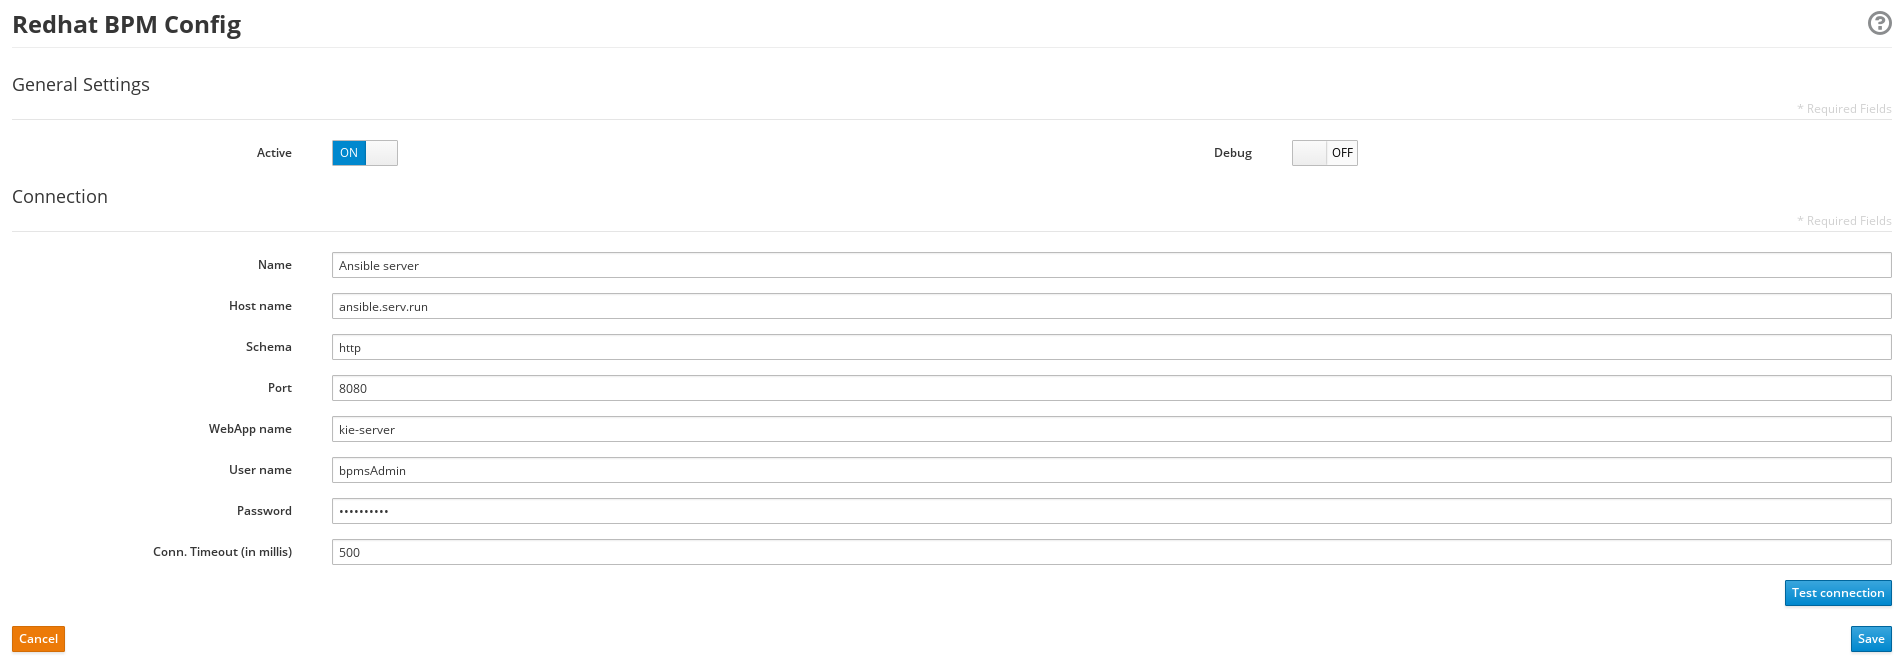 Redhat BPM Config
General Settings
* Required Fields
Active ON Debug OFF
Connection
* Required Fields
Name Ansible server
Host name ansible.serv.run
Schema http
Port 8080
WebApp name kie-server
User name bpmsAdmin
Password ••••••••••
Conn. Timeout (in millis) 500
Test connection
Cancel Save